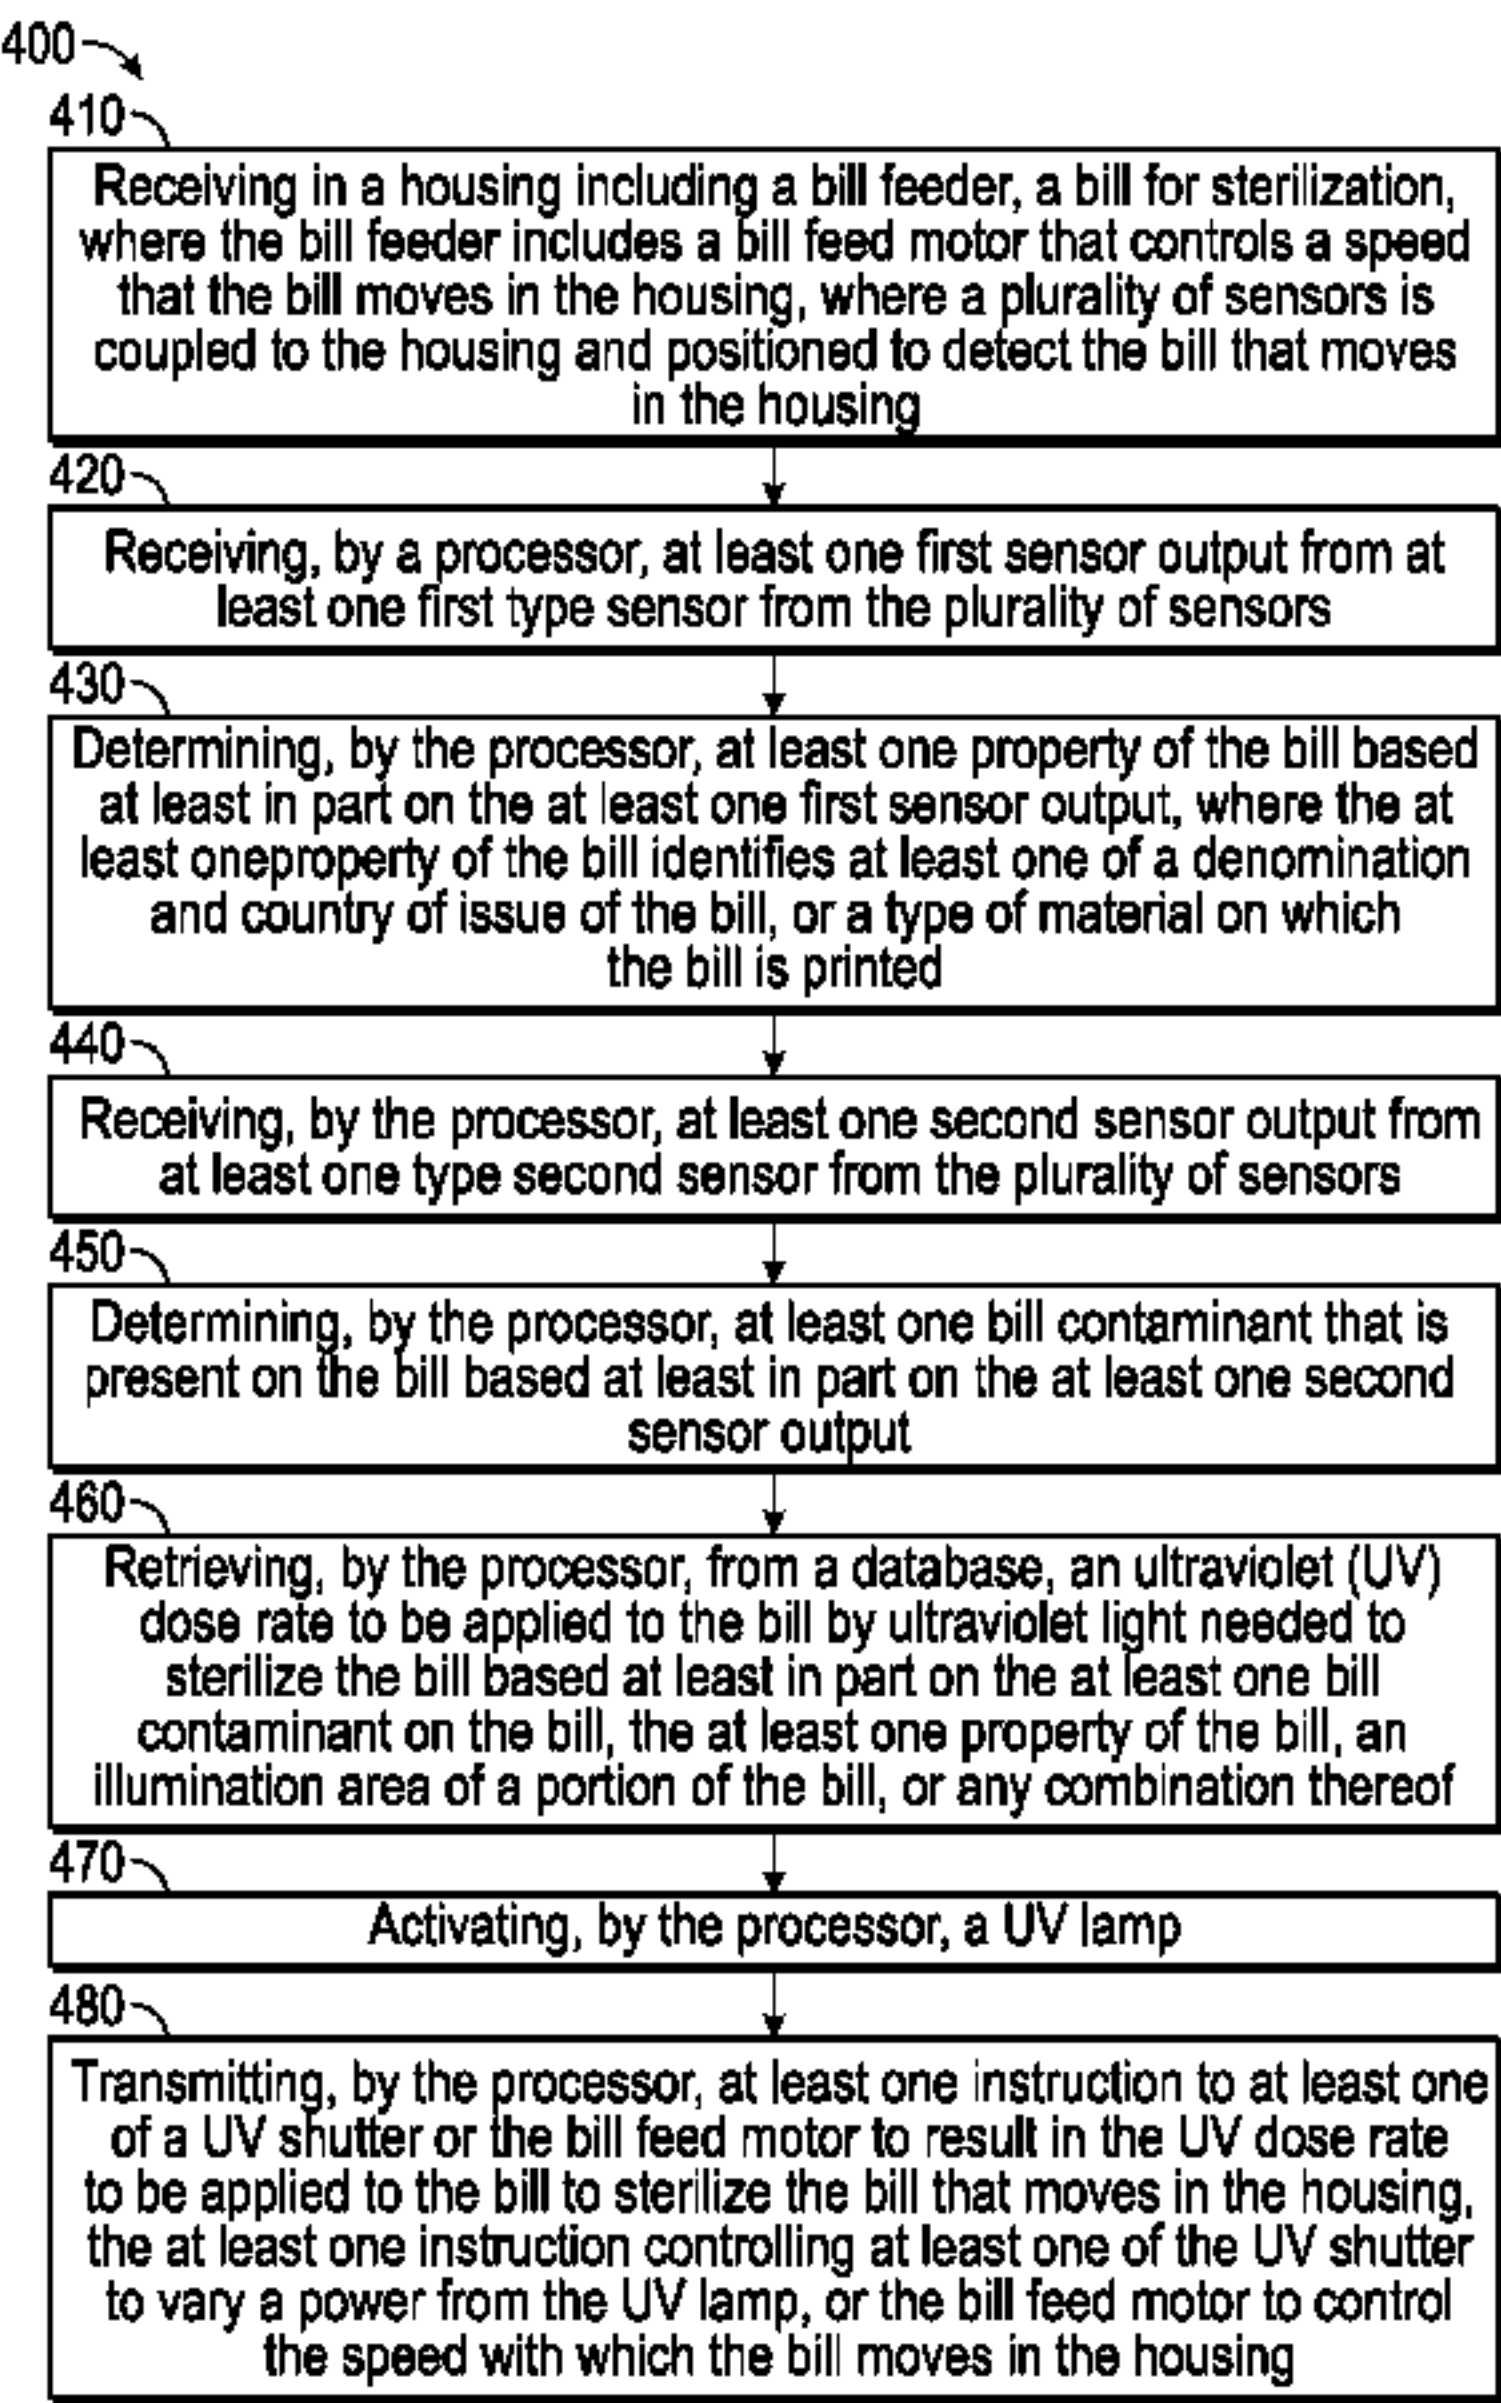 400
410
Receiving in a housing including a bill feeder, a bill for sterilization,
where the bill feeder includes a bill feed motor that controls a speed
that the bill moves in the housing, where a plurality of sensors is
coupled to the housing and positioned to detect the bill that moves
in the housing
420
Receiving, by a processor, at least one first sensor output from at
least one first type sensor from the plurality of sensors
430
Determining, by the processor, at least one property of the bill based
at least in part on the at least one first sensor output, where the at
least oneproperty of the bill identifies at least one of a denomination
and country of issue of the bill, or a type of material on which
the bill is printed
440
Receiving, by the processor, at least one second sensor output from
at least one type second sensor from the plurality of sensors
450
Determining, by the processor, at least one bill contaminant that is
present on the bill based at least in part on the at least one second
sensor output
460
Retrieving, by the processor, from a database, an ultraviolet (UV)
dose rate to be applied to the bill by ultraviolet light needed to
sterilize the bill based at least in part on the at least one bill
contaminant on the bill, the at least one property of the bill, an
illumination area of a portion of the bill, or any combination thereof
470
Activating, by the processor, a UV lamp
480
Transmitting, by the processor, at least one instruction to at least one
of a UV shutter or the bill feed motor to result in the UV dose rate
to be applied to the bill to sterilize the bill that moves in the housing,
the at least one instruction controlling at least one of the UV shutter
to vary a power from the UV lamp, or the bill feed motor to control
the speed with which the bill moves in the housing